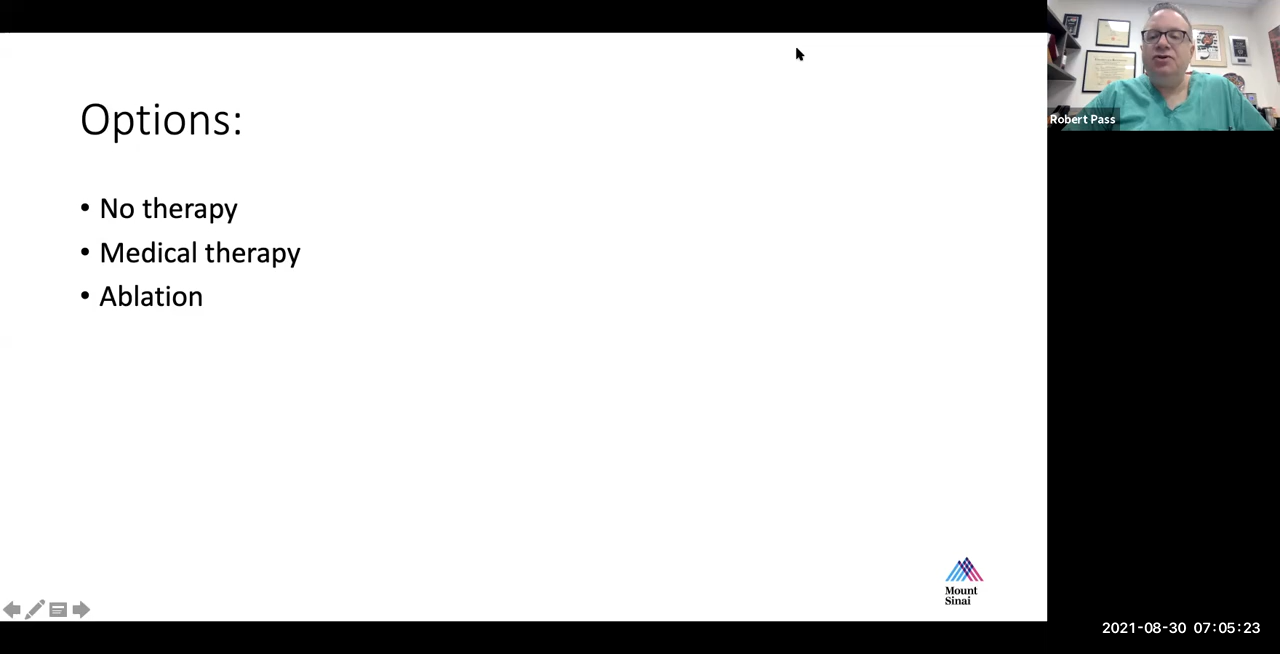 Options:
• No therapy
• Medical therapy
• Ablation
Mount
Sinai
Robert Pass
2021-08-30 07:05:23